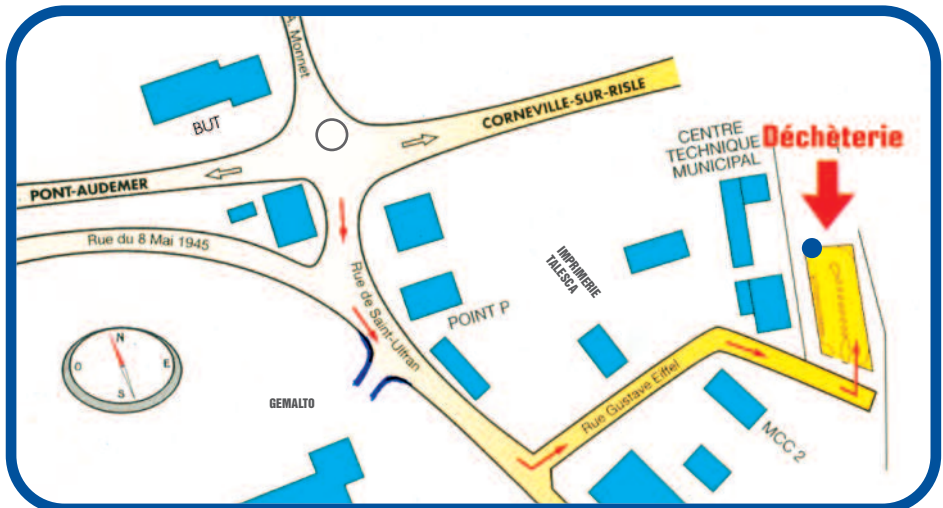 A. Monnet
BUT
CORNEVILLE-SUR-RISLE
CENTRE
TECHNIQUE
MUNICIPAL
Déchèterie
PONT-AUDEMER
Rue du 8 Mai 1945
Rue de Saint-Ulfran
IMPRIMERIE
TALESCA
POINT P
N
O
E
S
GEMALTO
Rue Gustave Eiffel
MCC 2